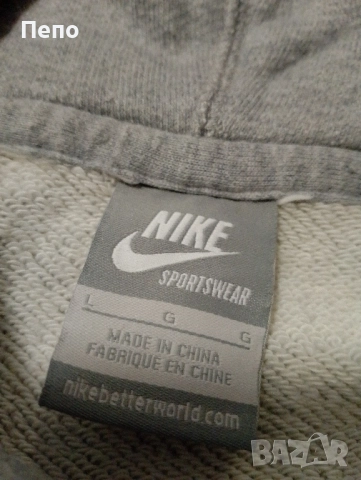 Пепо
NIKE
SPORTSWEAR
L G G
MADE IN CHINA
FABRIQUÉ EN CHINE
nikebetterworld.com
BAZAR